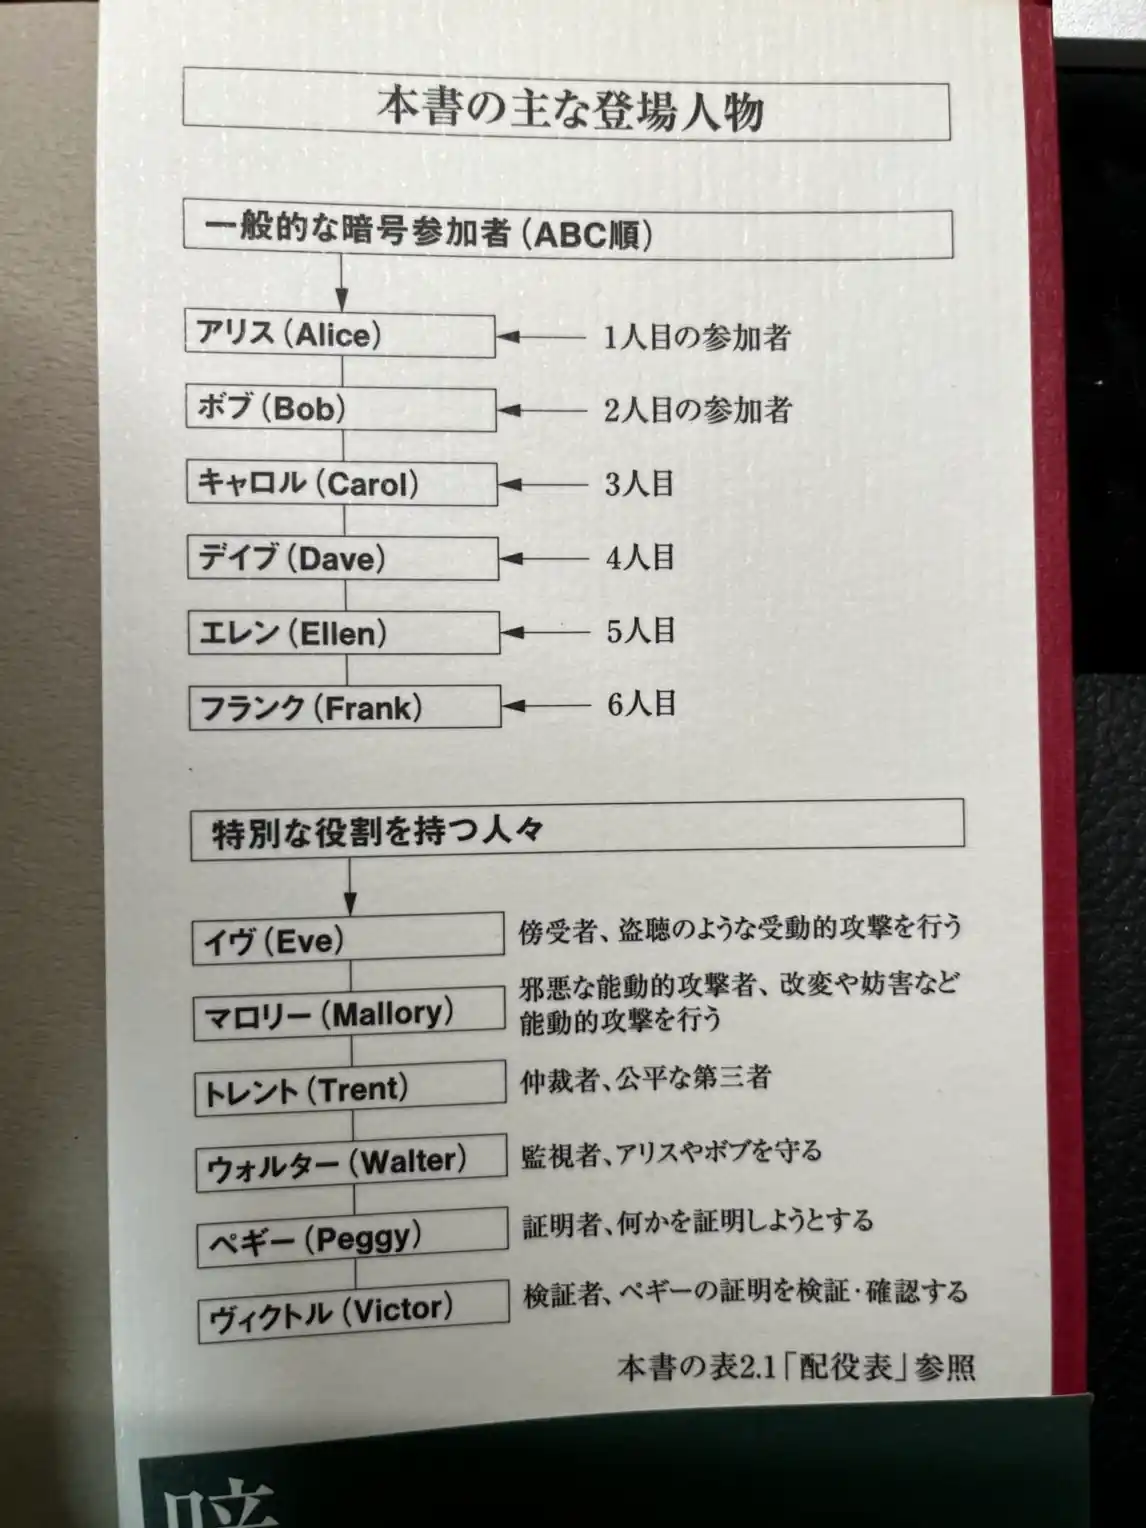 本書の主な登場人物
一般的な暗号参加者（ABC順）
アリス（Alice） 1人目の参加者
ボブ（Bob） 2人目の参加者
キャロル（Carol） 3人目
デイブ（Dave） 4人目
エレン（Ellen） 5人目
フランク（Frank） 6人目
特別な役割を持つ人々
イヴ（Eve） 傍受者、盗聴のような受動的攻撃を行う
マロリー（Mallory） 邪悪な能動的攻撃者、改変や妨害など
能動的攻撃を行う
トレント（Trent） 仲裁者、公平な第三者
ウォルター（Walter） 監視者、アリスやボブを守る
ペギー（Peggy） 証明者、何かを証明しようとする
ヴィクトル（Victor） 検証者、ペギーの証明を検証・確認する
本書の表2.1「配役表」参照
暗